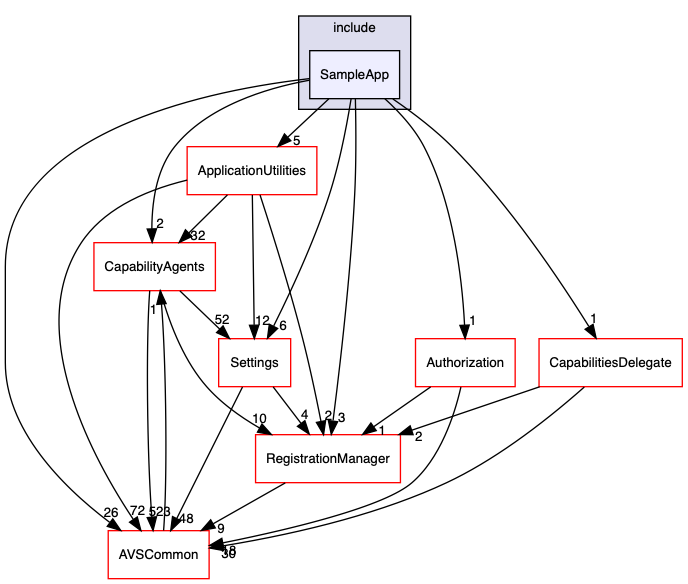 include
SampleApp
5
ApplicationUtilities
2
32
CapabilityAgents
1
52
12
6
1
1
Settings
Authorization
CapabilitiesDelegate
10
4
2
3
1
2
RegistrationManager
26
72
48
9
18
AVSCommon